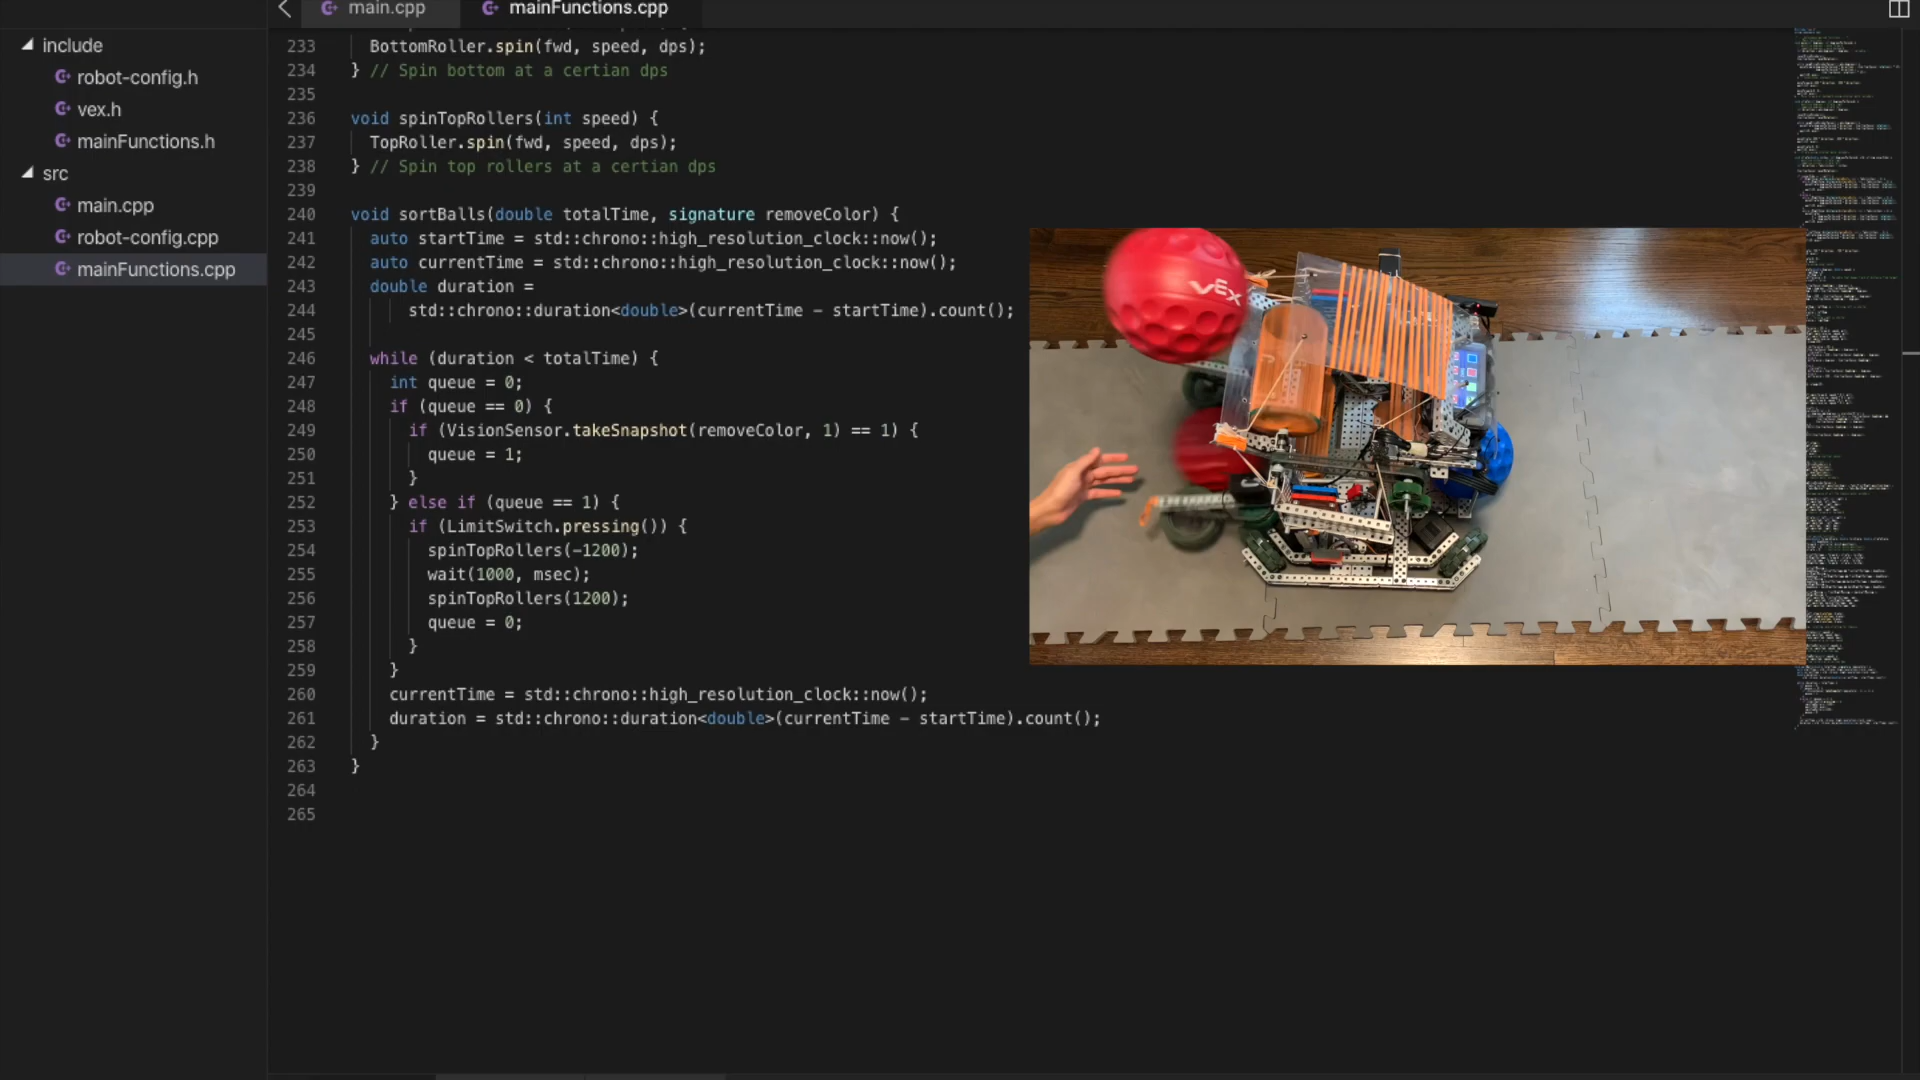 main.cpp
mainFunctions.cpp
include
robot-config.h
vex.h
mainFunctions.h
src
main.cpp
robot-config.cpp
mainFunctions.cpp
233 BottomRoller.spin(fwd, speed, dps);
234 } // Spin bottom at a certian dps
235
236 void spinTopRollers(int speed) {
237 TopRoller.spin(fwd, speed, dps);
238 } // Spin top rollers at a certian dps
239
240 void sortBalls(double totalTime, signature removeColor) {
241 auto startTime = std::chrono::high_resolution_clock::now();
242 auto currentTime = std::chrono::high_resolution_clock::now();
243 double duration =
244 std::chrono::duration<double>(currentTime - startTime).count();
245
246 while (duration < totalTime) {
247 int queue = 0;
248 if (queue == 0) {
249 if (VisionSensor.takeSnapshot(removeColor, 1) == 1) {
250 queue = 1;
251 }
252 } else if (queue == 1) {
253 if (LimitSwitch.pressing()) {
254 spinTopRollers(-1200);
255 wait(1000, msec);
256 spinTopRollers(1200);
257 queue = 0;
258 }
259 }
260 currentTime = std::chrono::high_resolution_clock::now();
261 duration = std::chrono::duration<double>(currentTime - startTime).count();
262 }
263 }
264
265
VEX